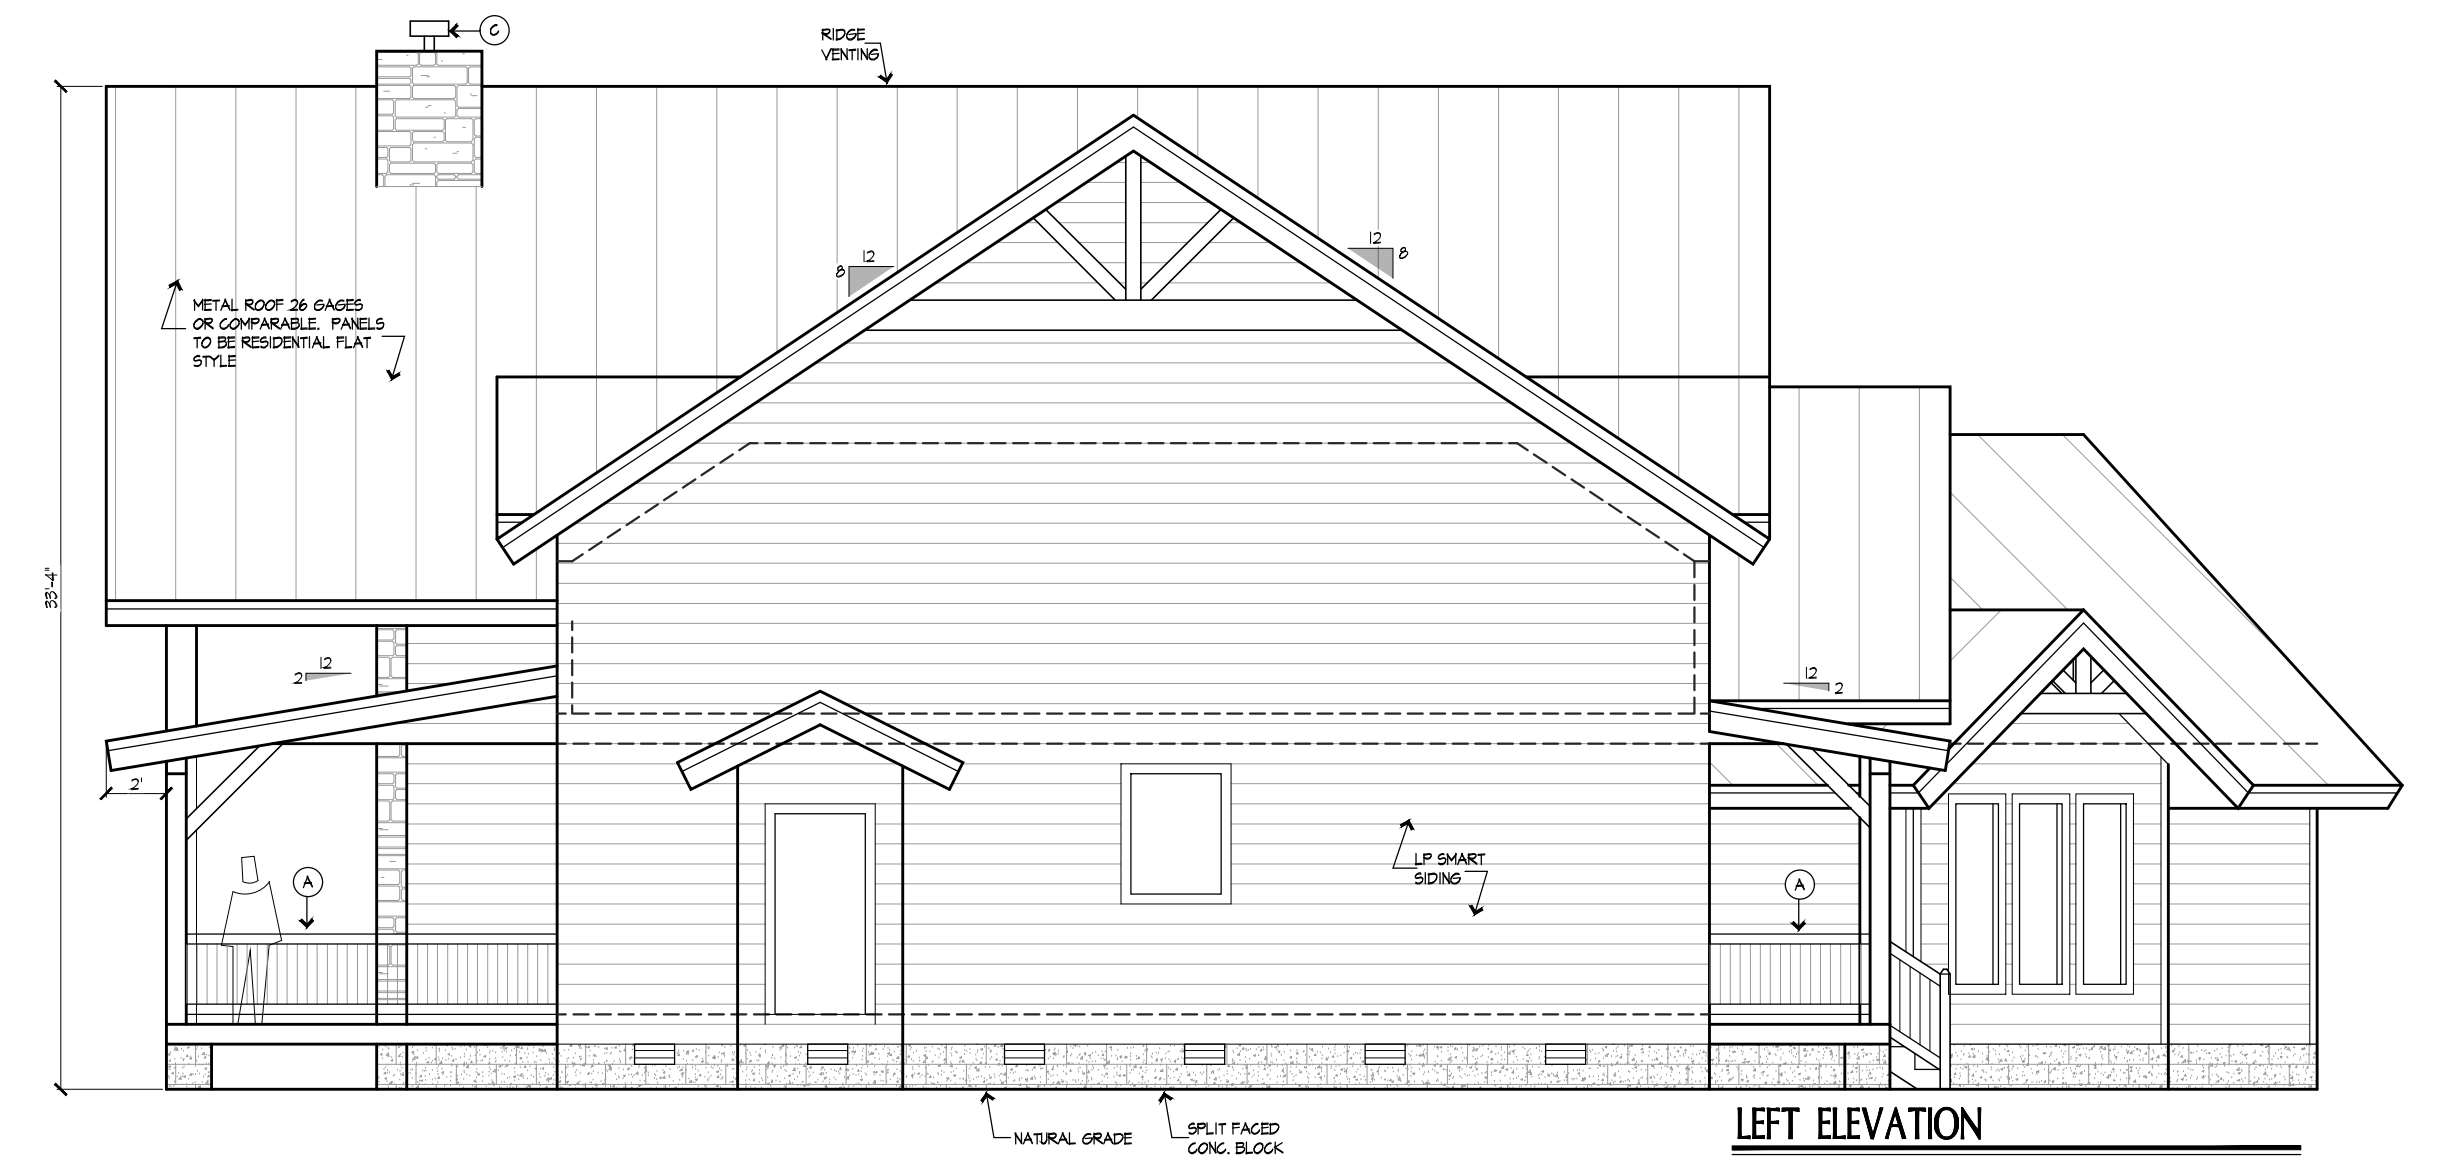 C
RIDGE
VENTING
12
8
12
8
METAL ROOF 26 GAGES
OR COMPARABLE. PANELS
TO BE RESIDENTIAL FLAT
STYLE
33'-4"
12
2
12
2
2'
A
LP SMART
SIDING
A
NATURAL GRADE
SPLIT FACED
CONC. BLOCK
LEFT ELEVATION